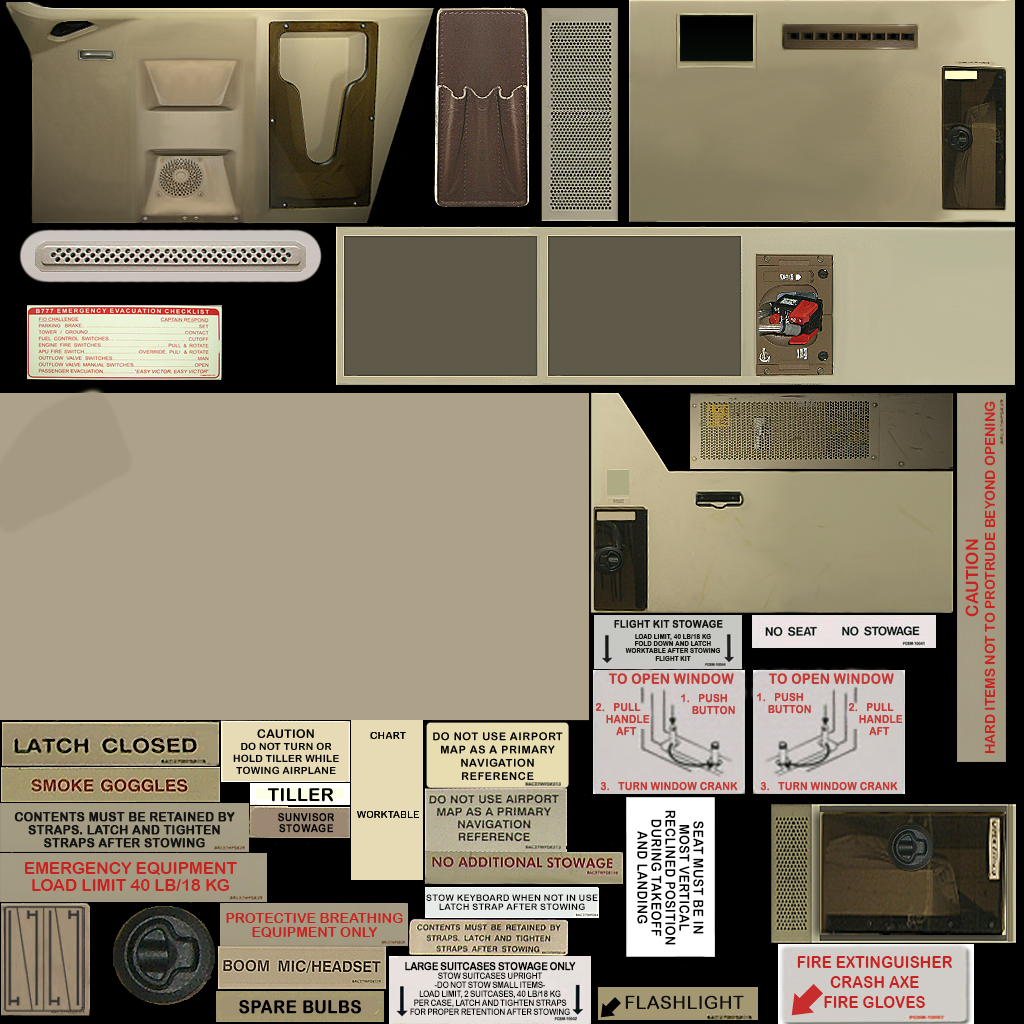 B777 EMERGENCY EVACUATION CHECKLIST
F/O CHALLENGE CAPTAIN RESPOND
PARKING BRAKE SET
TOWER / GROUND CONTACT
FUEL CONTROL SWITCHES CUTOFF
ENGINE FIRE SWITCHES PULL & ROTATE
APU FIRE SWITCH OVERRIDE, PULL & ROTATE
OUTFLOW VALVE SWITCHES MAN
OUTFLOW VALVE MANUAL SWITCHES OPEN
PASSENGER EVACUATION "EASY VICTOR, EASY VICTOR"
CAUTION
HARD ITEMS NOT TO PROTRUDE BEYOND OPENING
FLIGHT KIT STOWAGE
LOAD LIMIT, 40 LB/18 KG
FOLD DOWN AND LATCH
WORKTABLE AFTER STOWING
FLIGHT KIT
NO SEAT NO STOWAGE
TO OPEN WINDOW
1. PUSH
BUTTON
2. PULL
HANDLE
AFT
3. TURN WINDOW CRANK
TO OPEN WINDOW
1. PUSH
BUTTON
2. PULL
HANDLE
AFT
3. TURN WINDOW CRANK
LATCH CLOSED
SMOKE GOGGLES
CONTENTS MUST BE RETAINED BY
STRAPS. LATCH AND TIGHTEN
STRAPS AFTER STOWING
EMERGENCY EQUIPMENT
LOAD LIMIT 40 LB/18 KG
CAUTION
DO NOT TURN OR
HOLD TILLER WHILE
TOWING AIRPLANE
TILLER
SUNVISOR
STOWAGE
CHART
WORKTABLE
DO NOT USE AIRPORT
MAP AS A PRIMARY
NAVIGATION
REFERENCE
DO NOT USE AIRPORT
MAP AS A PRIMARY
NAVIGATION
REFERENCE
NO ADDITIONAL STOWAGE
STOW KEYBOARD WHEN NOT IN USE
LATCH STRAP AFTER STOWING
PROTECTIVE BREATHING
EQUIPMENT ONLY
CONTENTS MUST BE RETAINED BY
STRAPS. LATCH AND TIGHTEN
STRAPS AFTER STOWING
BOOM MIC/HEADSET
SPARE BULBS
LARGE SUITCASES STOWAGE ONLY
STOW SUITCASES UPRIGHT
-DO NOT STOW SMALL ITEMS-
LOAD LIMIT, 2 SUITCASES, 40 LB/18 KG
PER CASE, LATCH AND TIGHTEN STRAPS
FOR PROPER RETENTION AFTER STOWING
SEAT MUST BE IN
MOST VERTICAL
RECLINED POSITION
DURING TAKEOFF
AND LANDING
FLASHLIGHT
FIRE EXTINGUISHER
CRASH AXE
FIRE GLOVES